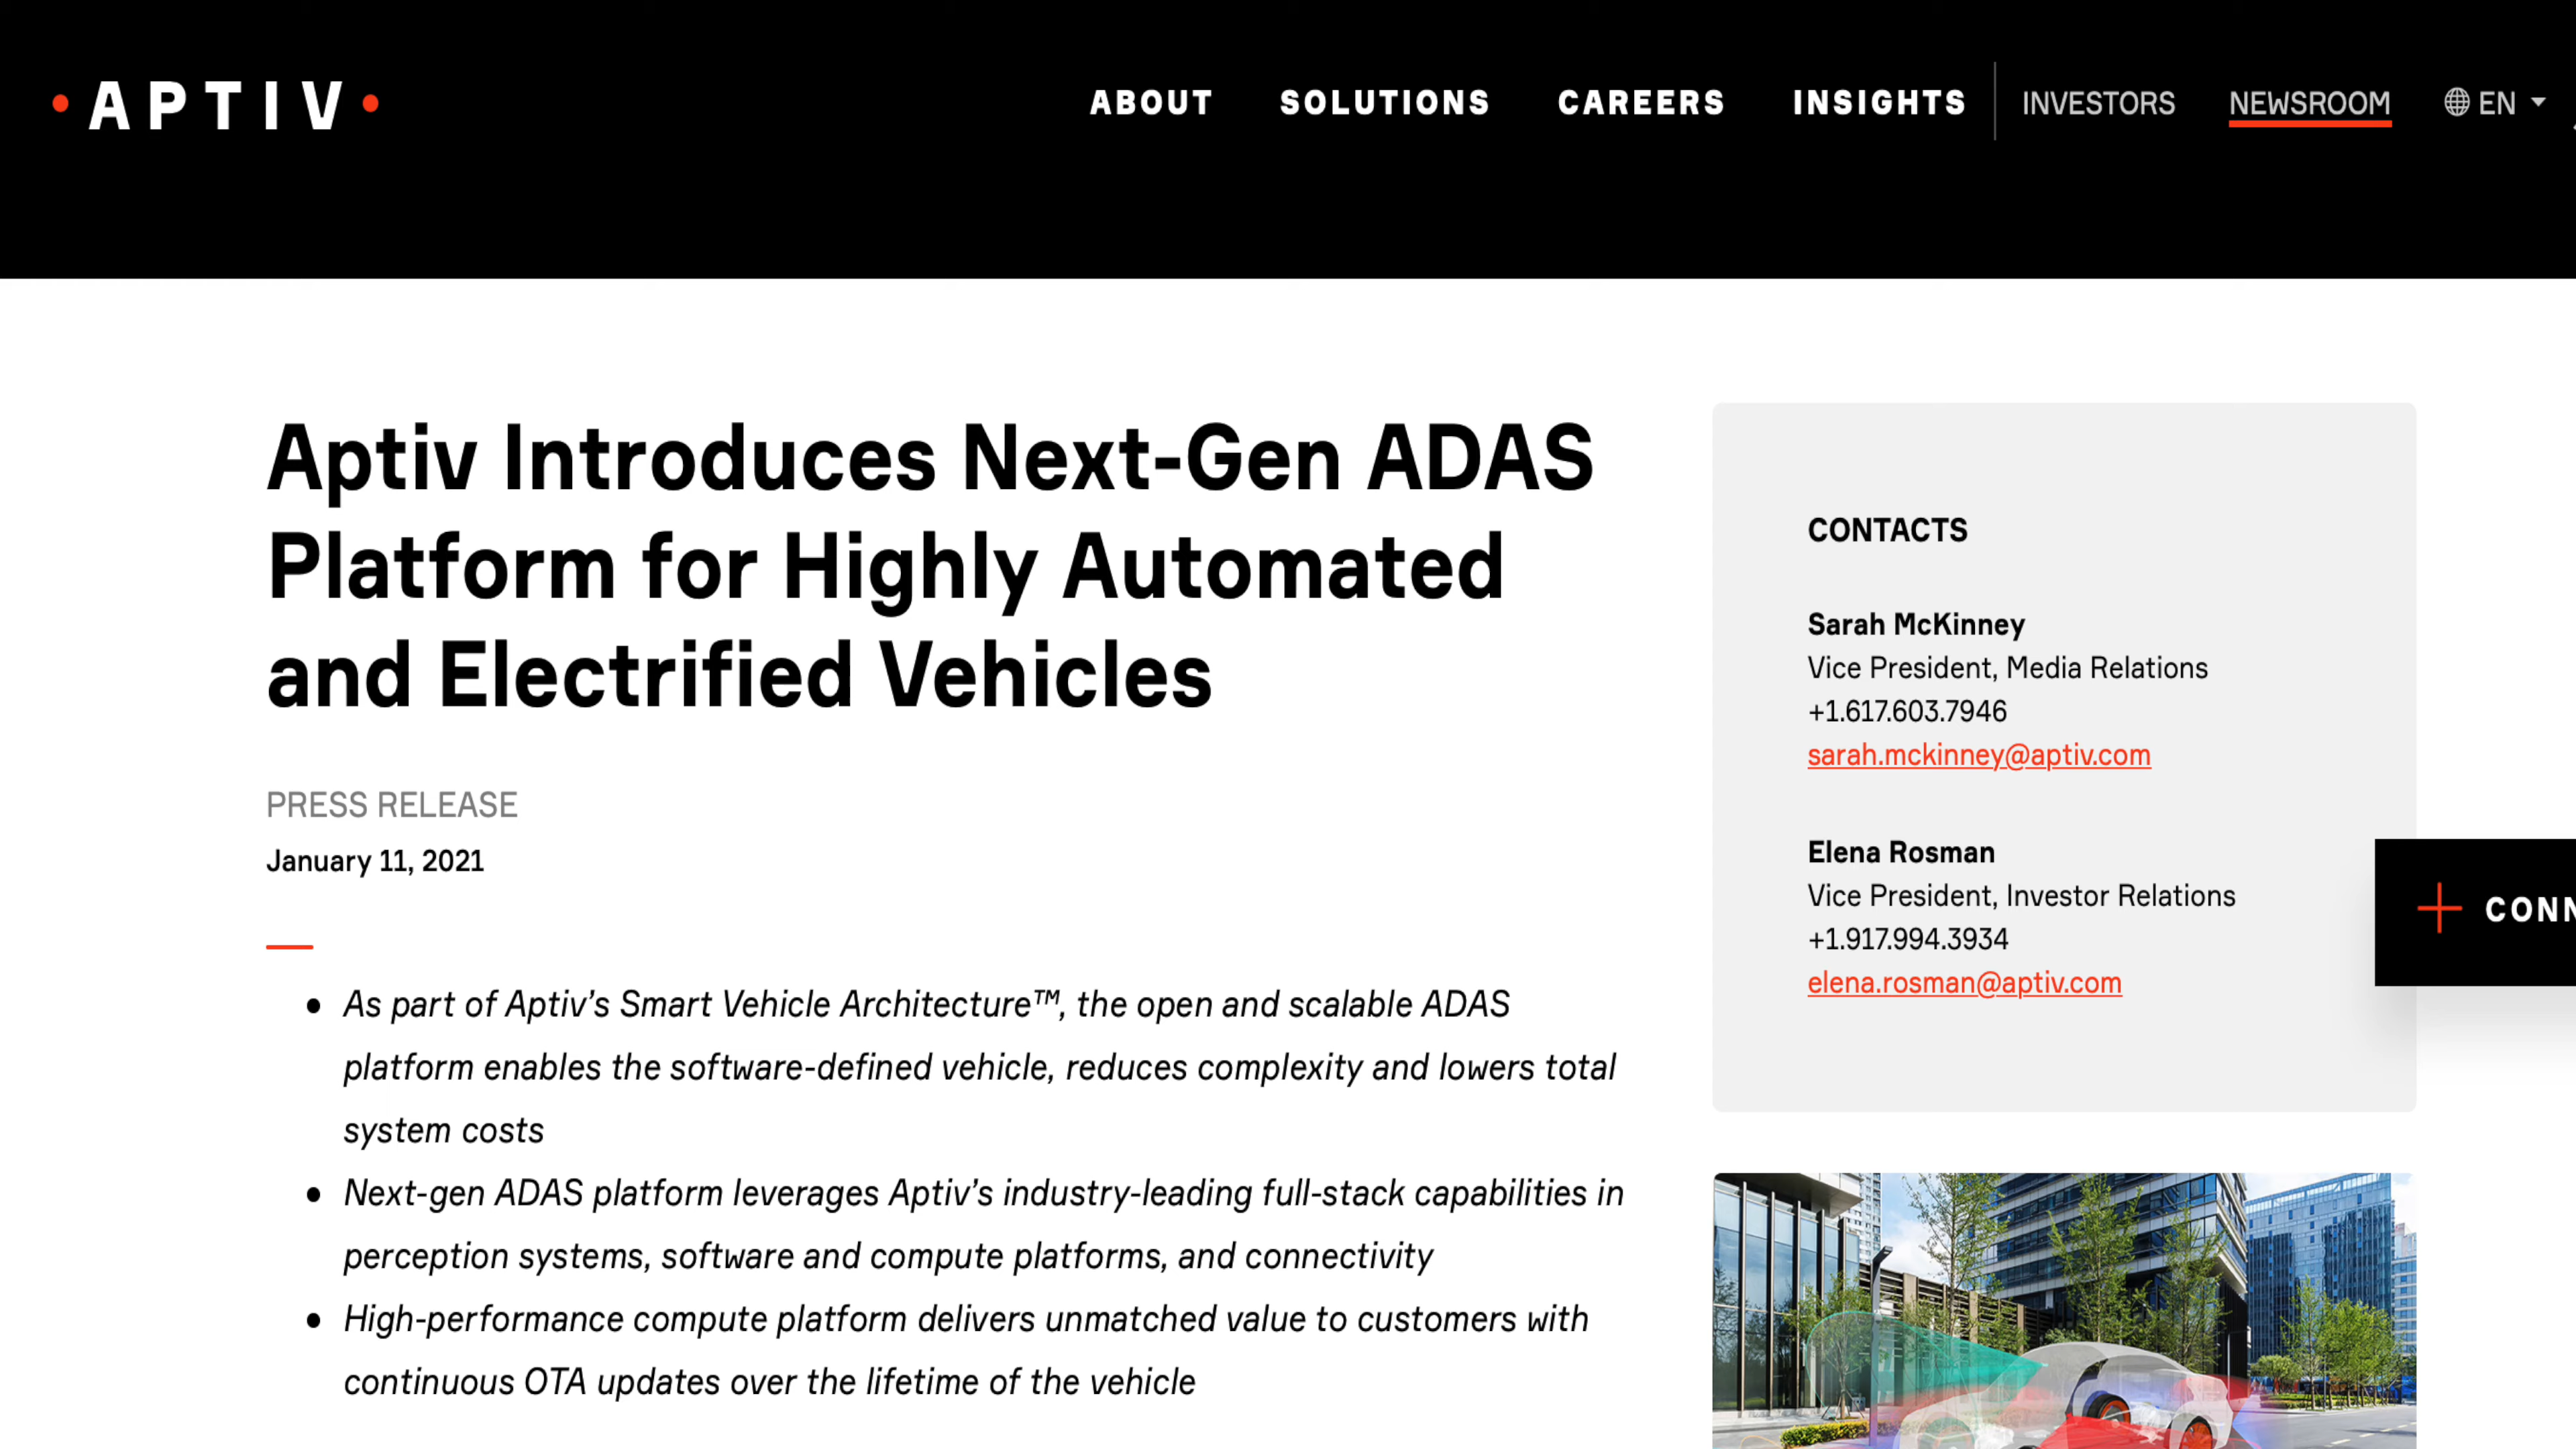 • APTIV •
ABOUT
SOLUTIONS
CAREERS
INSIGHTS
INVESTORS
NEWSROOM
EN
Aptiv Introduces Next-Gen ADAS
Platform for Highly Automated
and Electrified Vehicles
PRESS RELEASE
January 11, 2021
• As part of Aptiv’s Smart Vehicle Architecture™, the open and scalable ADAS
platform enables the software-defined vehicle, reduces complexity and lowers total
system costs
• Next-gen ADAS platform leverages Aptiv’s industry-leading full-stack capabilities in
perception systems, software and compute platforms, and connectivity
• High-performance compute platform delivers unmatched value to customers with
continuous OTA updates over the lifetime of the vehicle
CONTACTS
Sarah McKinney
Vice President, Media Relations
+1.617.603.7946
sarah.mckinney@aptiv.com
Elena Rosman
Vice President, Investor Relations
+1.917.994.3934
elena.rosman@aptiv.com